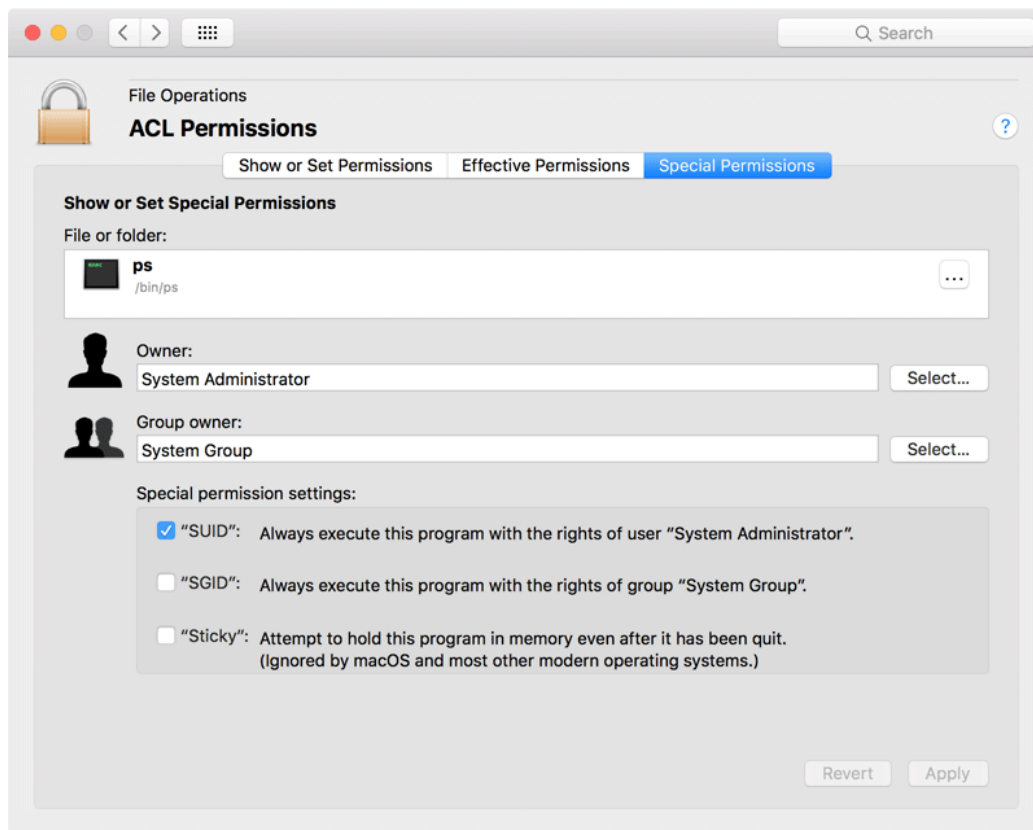 Search
File Operations
ACL Permissions
?
Show or Set Permissions Effective Permissions Special Permissions
Show or Set Special Permissions
File or folder:
ps
/bin/ps
...
Owner:
System Administrator Select...
Group owner:
System Group Select...
Special permission settings:
“SUID”: Always execute this program with the rights of user “System Administrator”.
“SGID”: Always execute this program with the rights of group “System Group”.
“Sticky”: Attempt to hold this program in memory even after it has been quit.
(Ignored by macOS and most other modern operating systems.)
Revert Apply